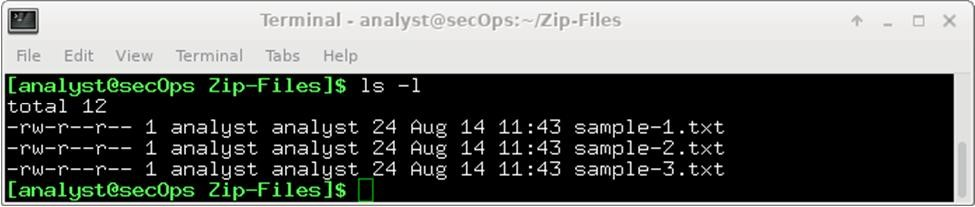 Terminal - analyst@secOps:~/Zip-Files
File Edit View Terminal Tabs Help
[analyst@secOps Zip-Files]$ ls -l
total 12
-rw-r--r-- 1 analyst analyst 24 Aug 14 11:43 sample-1.txt
-rw-r--r-- 1 analyst analyst 24 Aug 14 11:43 sample-2.txt
-rw-r--r-- 1 analyst analyst 24 Aug 14 11:43 sample-3.txt
[analyst@secOps Zip-Files]$